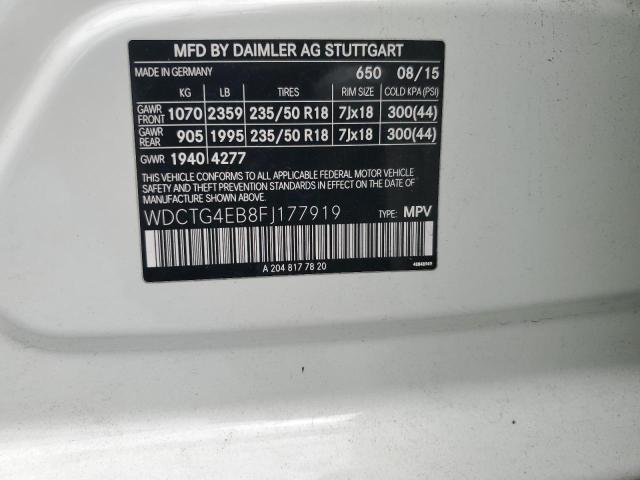 MFD BY DAIMLER AG STUTTGART
MADE IN GERMANY 650 08/15
KG LB TIRES RIM SIZE COLD KPA(PSI)
GAWR FRONT 1070 2359 235/50 R18 7Jx18 300(44)
GAWR REAR 905 1995 235/50 R18 7Jx18 300(44)
GVWR 1940 4277
THIS VEHICLE CONFORMS TO ALL APPLICABLE FEDERAL MOTOR VEHICLE
SAFETY AND THEFT PREVENTION STANDARDS IN EFFECT ON THE DATE
OF MANUFACTURE SHOWN ABOVE.
WDCTG4EB8FJ177919 TYPE: MPV
A 204 817 78 20